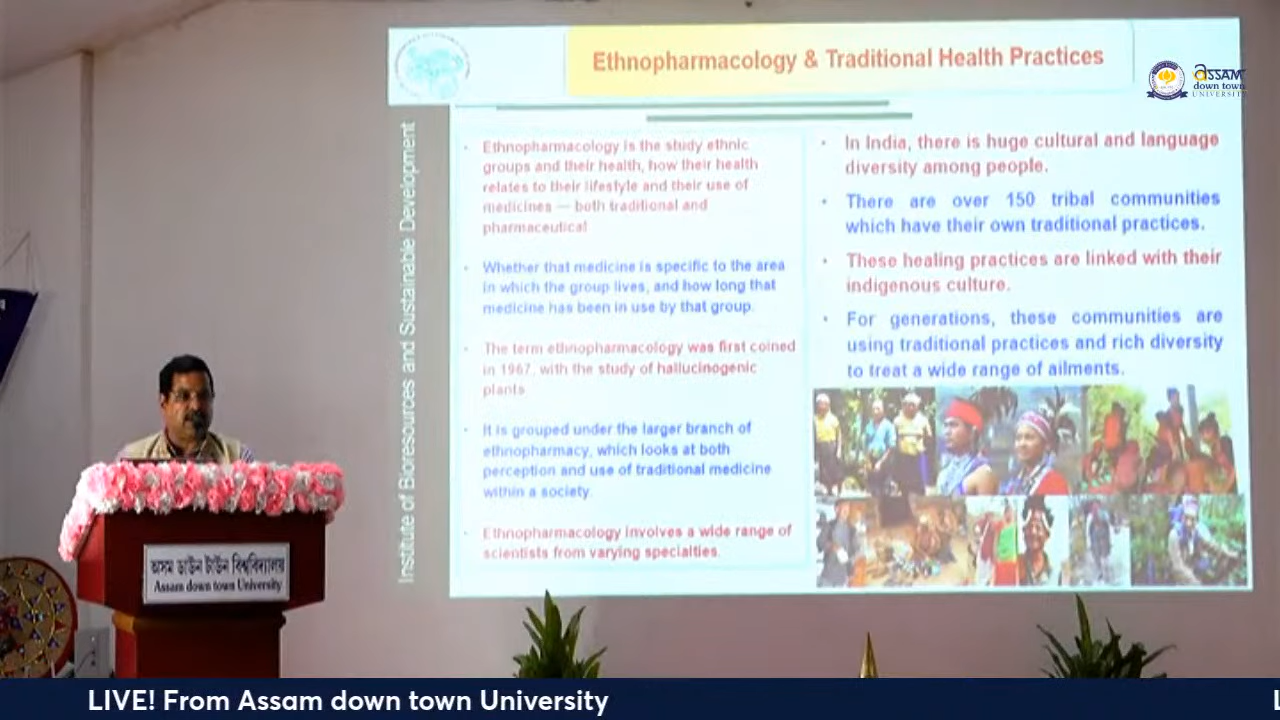 Ethnopharmacology & Traditional Health Practices
ASSAM
down town
UNIVERSITY
Institute of Bioresources and Sustainable Development
• Ethnopharmacology is the study ethnic
groups and their health, how their health
relates to their lifestyle and their use of
medicines — both traditional and
pharmaceutical
• Whether that medicine is specific to the area
in which the group lives, and how long that
medicine has been in use by that group.
• The term ethnopharmacology was first coined
in 1967, with the study of hallucinogenic
plants
• It is grouped under the larger branch of
ethnopharmacy, which looks at both
perception and use of traditional medicine
within a society.
• Ethnopharmacology involves a wide range of
scientists from varying specialties.
• In India, there is huge cultural and language
diversity among people.
• There are over 150 tribal communities
which have their own traditional practices.
• These healing practices are linked with their
indigenous culture.
• For generations, these communities are
using traditional practices and rich diversity
to treat a wide range of ailments.
অসম ডাউন টাউন বিশ্ববিদ্যালয়
Assam down town University
LIVE! From Assam down town University
L